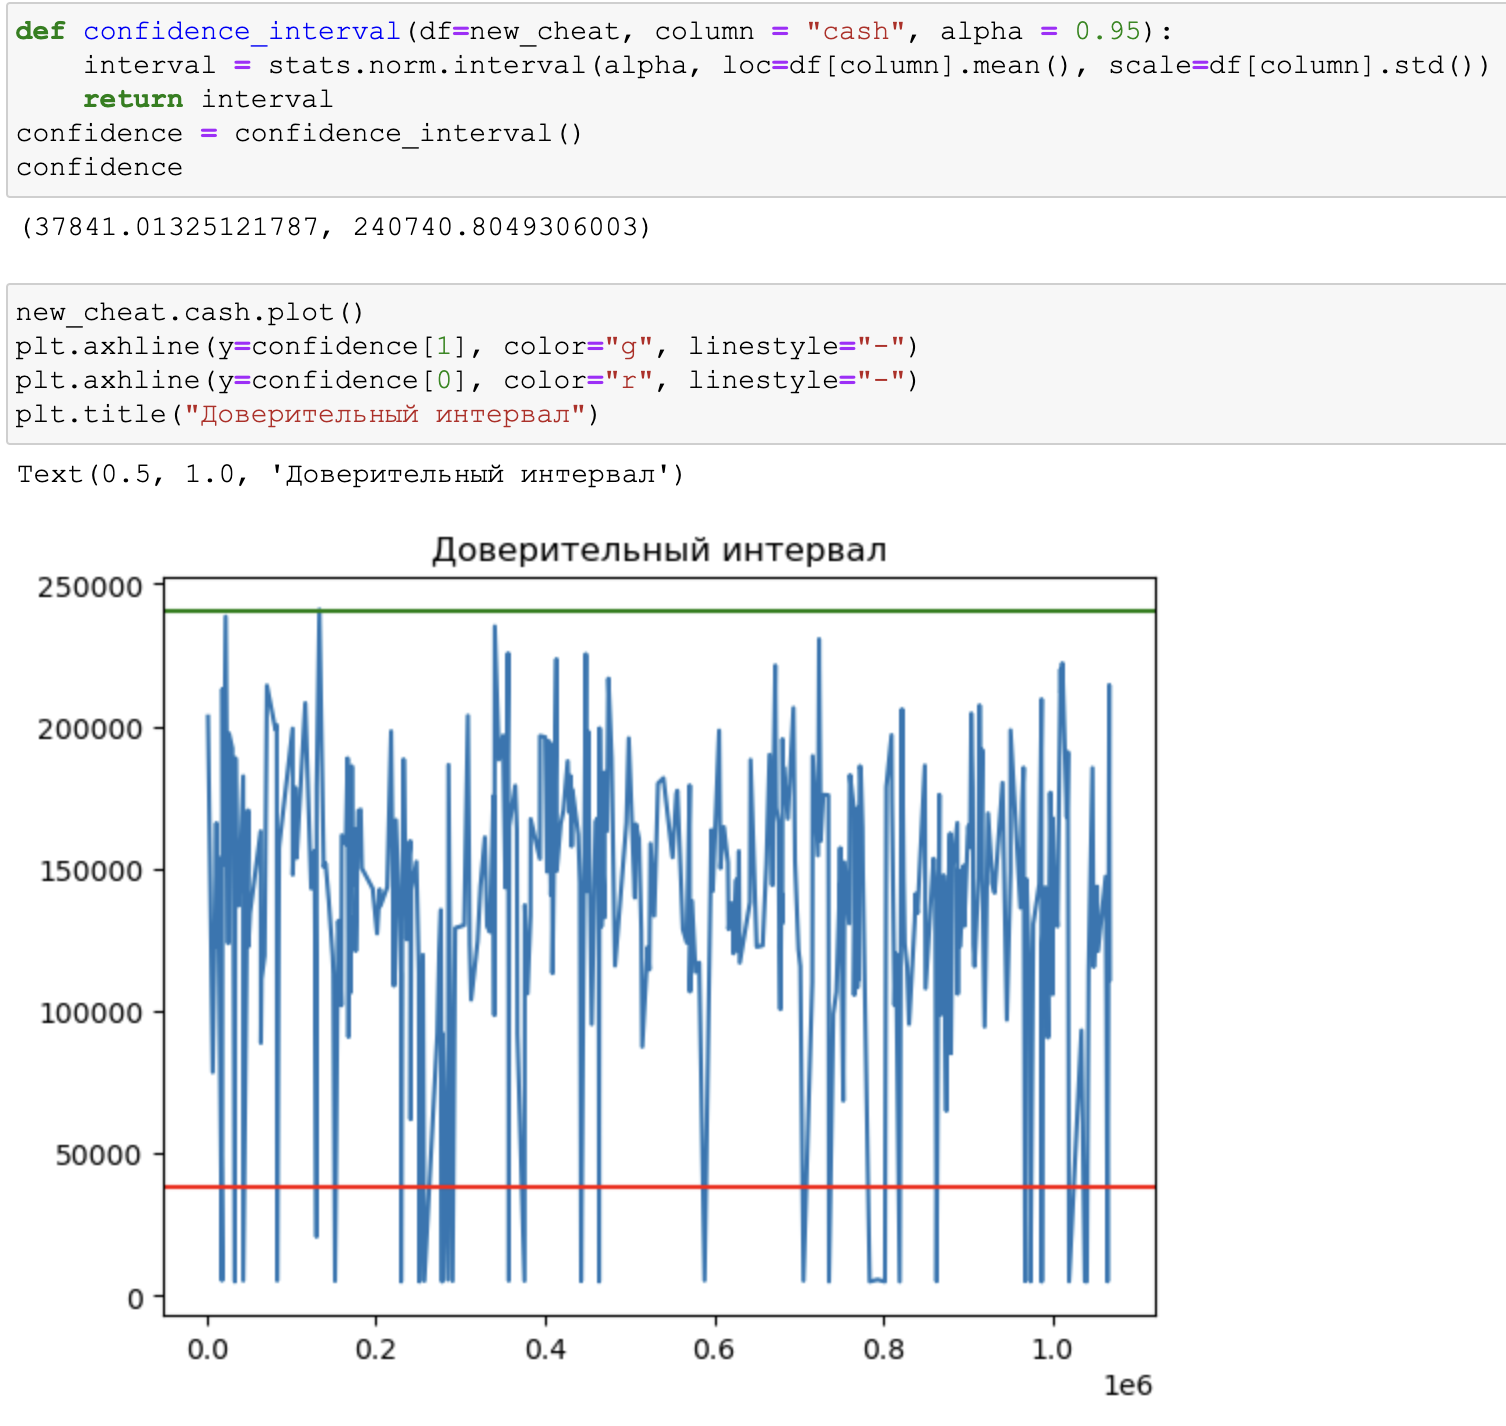 def confidence_interval(df=new_cheat, column = "cash", alpha = 0.95):
    interval = stats.norm.interval(alpha, loc=df[column].mean(), scale=df[column].std())
    return interval
confidence = confidence_interval()
confidence
(37841.01325121787, 240740.8049306003)
new_cheat.cash.plot()
plt.axhline(y=confidence[1], color="g", linestyle="-")
plt.axhline(y=confidence[0], color="r", linestyle="-")
plt.title("Доверительный интервал")
Text(0.5, 1.0, 'Доверительный интервал')
Доверительный интервал
250000
200000
150000
100000
50000
0
0.0 0.2 0.4 0.6 0.8 1.0
1e6